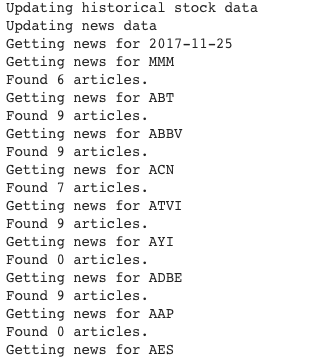 Updating historical stock data
Updating news data
Getting news for 2017-11-25
Getting news for MMM
Found 6 articles.
Getting news for ABT
Found 9 articles.
Getting news for ABBV
Found 9 articles.
Getting news for ACN
Found 7 articles.
Getting news for ATVI
Found 9 articles.
Getting news for AYI
Found 0 articles.
Getting news for ADBE
Found 9 articles.
Getting news for AAP
Found 0 articles.
Getting news for AES